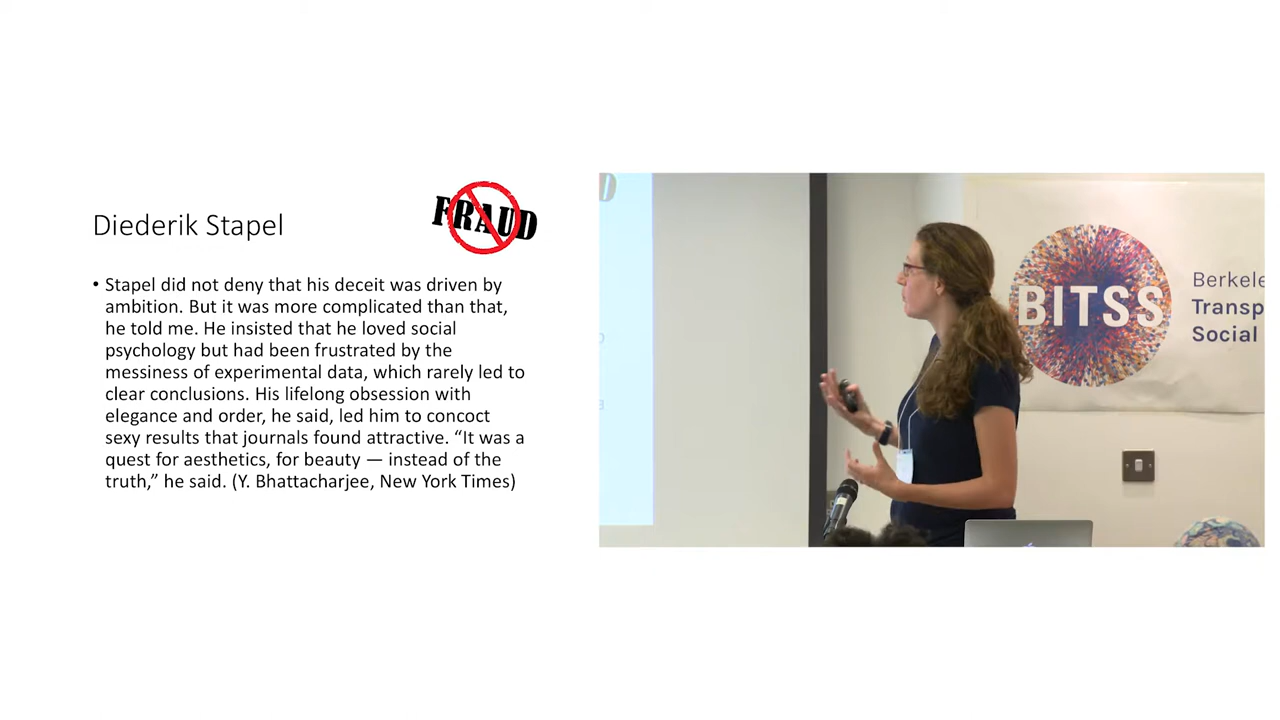 Diederik Stapel
FRAUD
• Stapel did not deny that his deceit was driven by
ambition. But it was more complicated than that,
he told me. He insisted that he loved social
psychology but had been frustrated by the
messiness of experimental data, which rarely led to
clear conclusions. His lifelong obsession with
elegance and order, he said, led him to concoct
sexy results that journals found attractive. “It was a
quest for aesthetics, for beauty — instead of the
truth,” he said. (Y. Bhattacharjee, New York Times)
BITSS
Berkele
Transp
Social